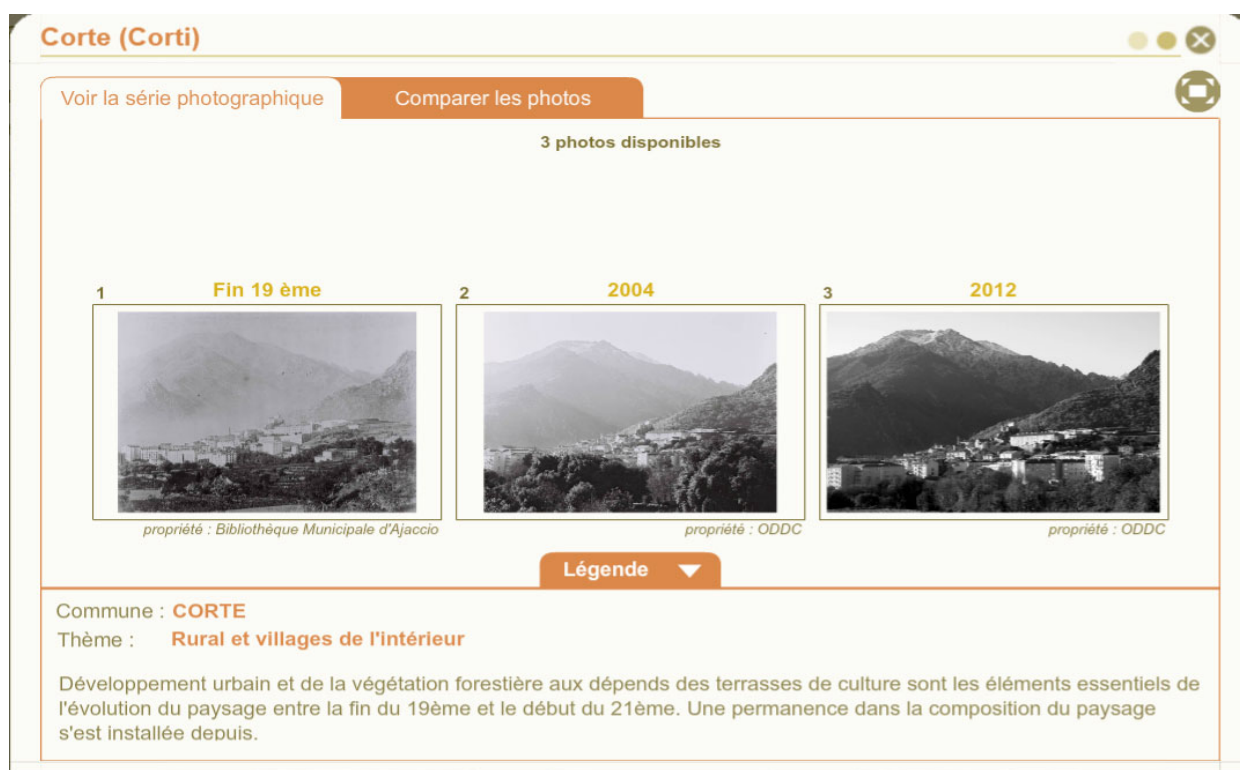 Corte (Corti)
Voir la série photographique
Comparer les photos
3 photos disponibles
1 Fin 19 ème
2 2004
3 2012
propriété : Bibliothèque Municipale d'Ajaccio
propriété : ODDC
propriété : ODDC
Légende
Commune : CORTE
Thème : Rural et villages de l'intérieur
Développement urbain et de la végétation forestière aux dépends des terrasses de culture sont les éléments essentiels de
l'évolution du paysage entre la fin du 19ème et le début du 21ème. Une permanence dans la composition du paysage
s'est installée depuis.